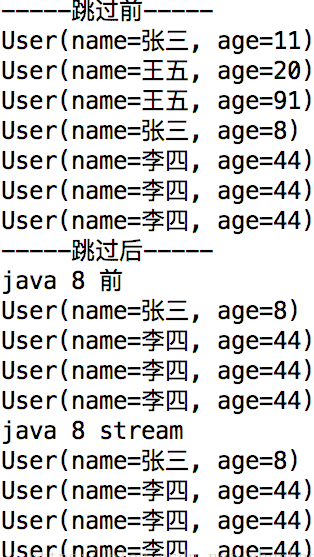 -----跳过前-----
User(name=张三, age=11)
User(name=王五, age=20)
User(name=王五, age=91)
User(name=张三, age=8)
User(name=李四, age=44)
User(name=李四, age=44)
User(name=李四, age=44)
-----跳过后-----
java 8 前
User(name=张三, age=8)
User(name=李四, age=44)
User(name=李四, age=44)
User(name=李四, age=44)
java 8 stream
User(name=张三, age=8)
User(name=李四, age=44)
User(name=李四, age=44)
User(name=李四, age=44)